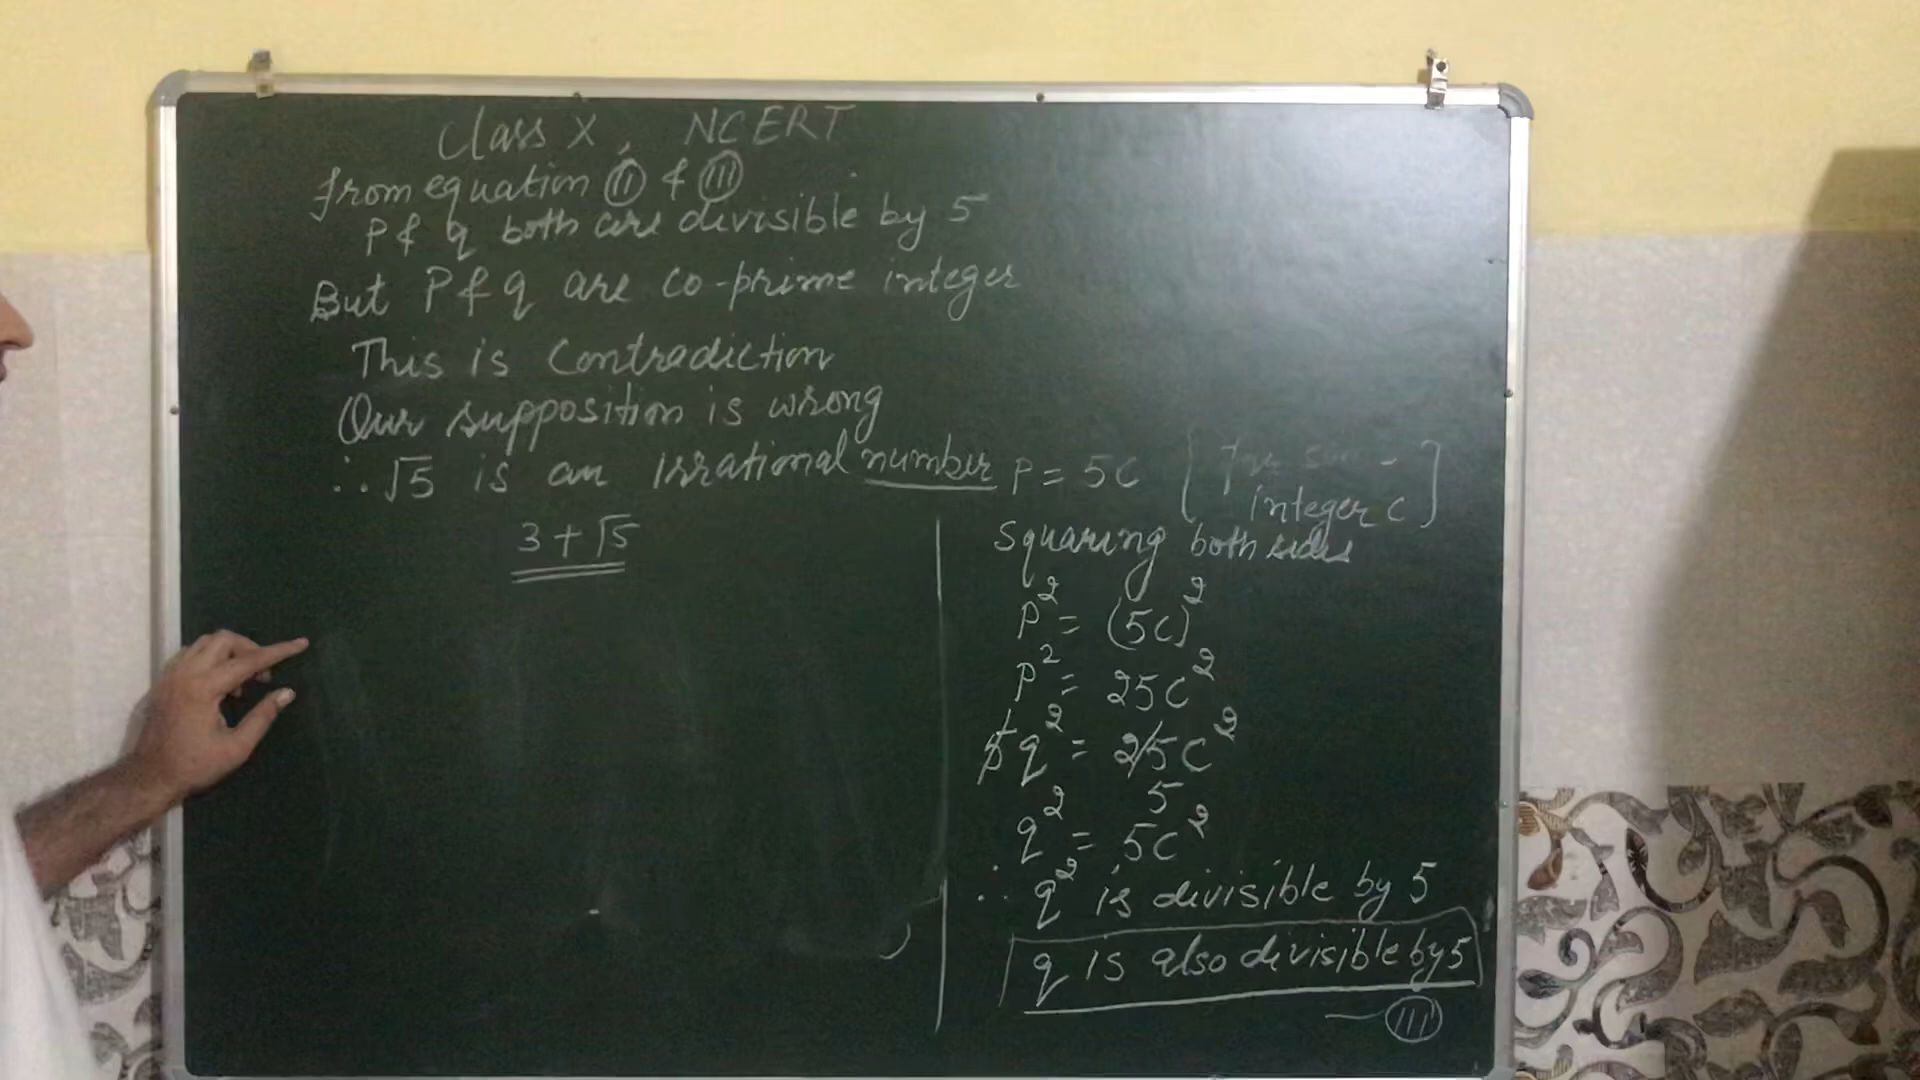 Class X, NCERT
from equation (II) & (III)
P & q both are divisible by 5
But P & q are co-prime integer
This is Contradiction
Our supposition is wrong
∴ √5 is an irrational number
3 + √5
P = 5C [ integer c ]
Squaring both sides
P² = (5C)²
P² = 25C²
5q² = 25C²
5
q² = 5C²
∴ q² is divisible by 5
q is also divisible by 5
— (III)